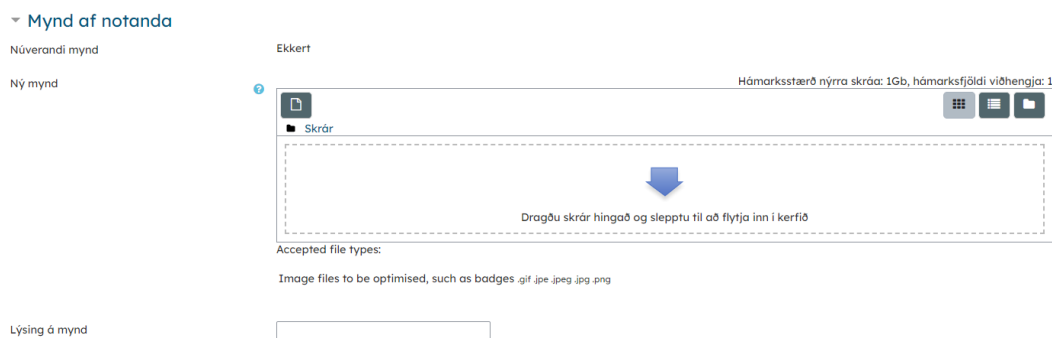 Mynd af notanda
Núverandi mynd Ekkert
Ný mynd
Hámarksstærð nýrra skráa: 1Gb, hámarksfjöldi viðhengja: 1
Skrár
Dragðu skrár hingað og slepptu til að flytja inn í kerfið
Accepted file types:
Image files to be optimised, such as badges .gif .jpe .jpeg .jpg .png
Lýsing á mynd